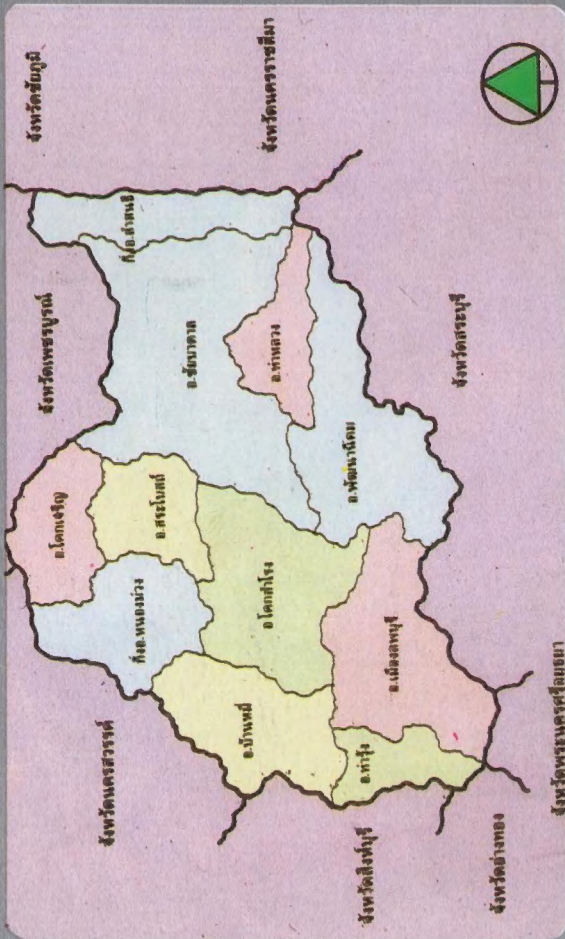 จังหวัดชัยภูมิ
จังหวัดนครราชสีมา
จังหวัดเพชรบูรณ์
กิ่งอ.ลำสนธิ
อ.ชัยบาดาล
อ.ท่าหลวง
จังหวัดสระบุรี
อ.โคกเจริญ
อ.สระโบสถ์
อ.พัฒนานิคม
กิ่งอ.หนองม่วง
อ.โคกสำโรง
อ.เมืองลพบุรี
จังหวัดนครสวรรค์
อ.บ้านหมี่
อ.ท่าวุ้ง
จังหวัดสิงห์บุรี
จังหวัดอ่างทอง
จังหวัดพระนครศรีอยุธยา